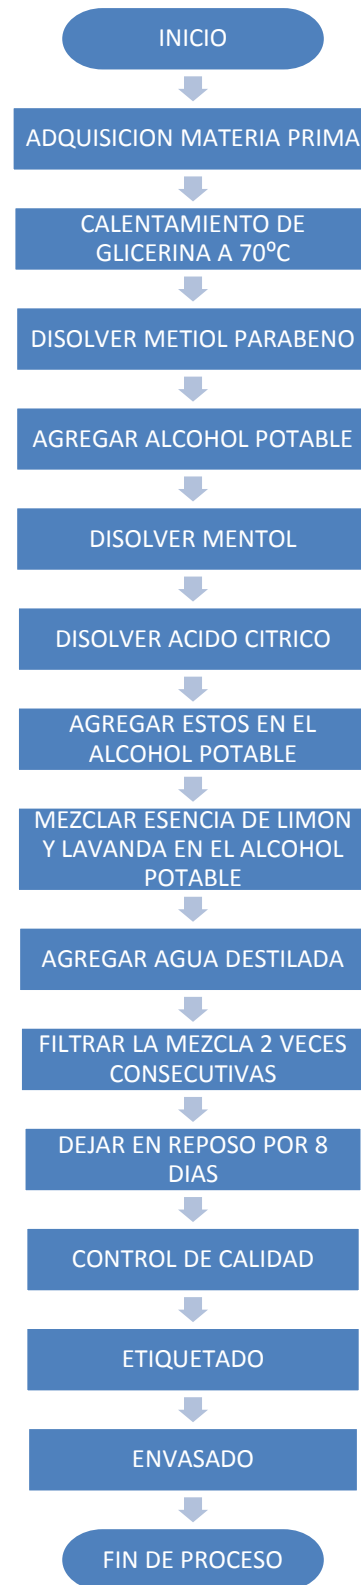 INICIO
ADQUISICION MATERIA PRIMA
CALENTAMIENTO DE
GLICERINA A 70ºC
DISOLVER METIOL PARABENO
AGREGAR ALCOHOL POTABLE
DISOLVER MENTOL
DISOLVER ACIDO CITRICO
AGREGAR ESTOS EN EL
ALCOHOL POTABLE
MEZCLAR ESENCIA DE LIMON
Y LAVANDA EN EL ALCOHOL
POTABLE
AGREGAR AGUA DESTILADA
FILTRAR LA MEZCLA 2 VECES
CONSECUTIVAS
DEJAR EN REPOSO POR 8
DIAS
CONTROL DE CALIDAD
ETIQUETADO
ENVASADO
FIN DE PROCESO